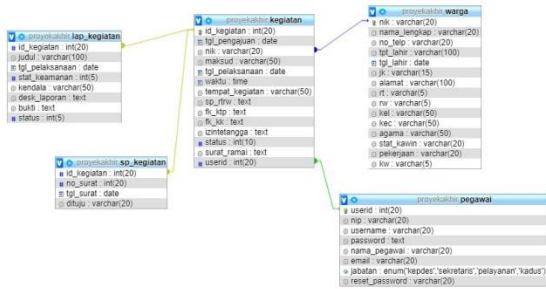 proyekakhir lap_kegiatan
id_kegiatan : int(20)
judul : varchar(100)
tgl_pelaksanaan : date
stat_keamanan : int(5)
kendala : varchar(50)
desk_laporan : text
bukti : text
status : int(5)
proyekakhir sp_kegiatan
id_kegiatan : int(20)
no_surat : int(20)
tgl_surat : date
dituju : varchar(20)
proyekakhir kegiatan
id_kegiatan : int(20)
tgl_pengajuan : date
nik : varchar(20)
maksud : varchar(50)
tgl_pelaksanaan : date
waktu : time
tempat_kegiatan : varchar(50)
sp_rtrw : text
fk_ktp : text
fk_kk : text
izintetangga : text
status : int(10)
surat_ramai : text
userid : int(20)
proyekakhir warga
nik : varchar(20)
nama_lengkap : varchar(20)
no_telp : varchar(20)
tpt_lahir : varchar(100)
tgl_lahir : date
jk : varchar(15)
alamat : varchar(100)
rt : varchar(5)
rw : varchar(5)
kel : varchar(50)
kec : varchar(50)
agama : varchar(50)
stat_kawin : varchar(20)
pekerjaan : varchar(20)
kw : varchar(5)
proyekakhir pegawai
userid : int(20)
nip : varchar(20)
username : varchar(20)
password : text
nama_pegawai : varchar(20)
email : varchar(20)
jabatan : enum('kepdes','sekretaris','pelayanan','kadus')
reset_password : varchar(20)